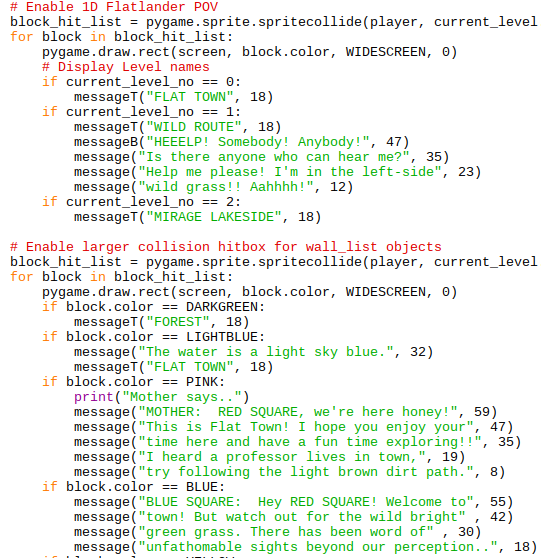 # Enable 1D Flatlander POV
block_hit_list = pygame.sprite.spritecollide(player, current_level
for block in block_hit_list:
    pygame.draw.rect(screen, block.color, WIDESCREEN, 0)
    # Display Level names
    if current_level_no == 0:
        messageT("FLAT TOWN", 18)
    if current_level_no == 1:
        messageT("WILD ROUTE", 18)
        messageB("HEEELP! Somebody! Anybody!", 47)
        message("Is there anyone who can hear me?", 35)
        message("Help me please! I'm in the left-side", 23)
        message("wild grass!! Aahhhh!", 12)
    if current_level_no == 2:
        messageT("MIRAGE LAKESIDE", 18)

# Enable larger collision hitbox for wall_list objects
block_hit_list = pygame.sprite.spritecollide(player, current_level
for block in block_hit_list:
    pygame.draw.rect(screen, block.color, WIDESCREEN, 0)
    if block.color == DARKGREEN:
        messageT("FOREST", 18)
    if block.color == LIGHTBLUE:
        message("The water is a light sky blue.", 32)
        messageT("FLAT TOWN", 18)
    if block.color == PINK:
        print("Mother says..")
        message("MOTHER:  RED SQUARE, we're here honey!", 59)
        message("This is Flat Town! I hope you enjoy your", 47)
        message("time here and have a fun time exploring!!", 35)
        message("I heard a professor lives in town,", 19)
        message("try following the light brown dirt path.", 8)
    if block.color == BLUE:
        message("BLUE SQUARE:  Hey RED SQUARE! Welcome to", 55)
        message("town! But watch out for the wild bright" , 42)
        message("green grass. There has been word of" , 30)
        message("unfathomable sights beyond our perception..", 18)